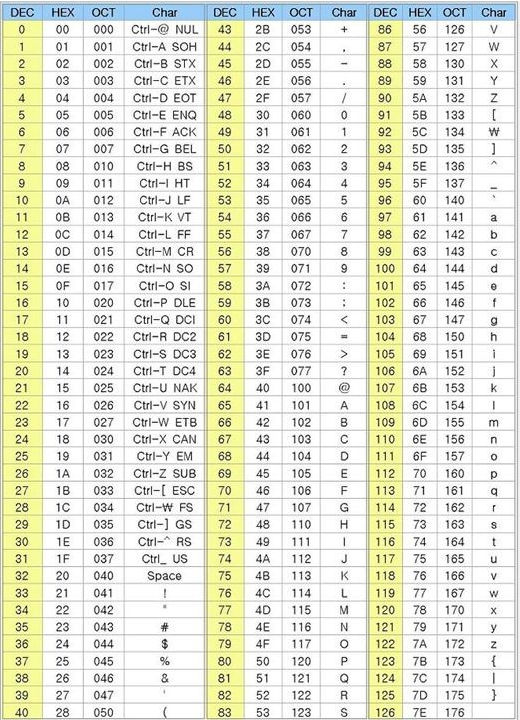 DEC HEX OCT Char DEC HEX OCT Char DEC HEX OCT Char
0 00 000 Ctrl-@ NUL 43 2B 053 + 86 56 126 V
1 01 001 Ctrl-A SOH 44 2C 054 , 87 57 127 W
2 02 002 Ctrl-B STX 45 2D 055 - 88 58 130 X
3 03 003 Ctrl-C ETX 46 2E 056 . 89 59 131 Y
4 04 004 Ctrl-D EOT 47 2F 057 / 90 5A 132 Z
5 05 005 Ctrl-E ENQ 48 30 060 0 91 5B 133 [
6 06 006 Ctrl-F ACK 49 31 061 1 92 5C 134 ₩
7 07 007 Ctrl-G BEL 50 32 062 2 93 5D 135 ]
8 08 010 Ctrl-H BS 51 33 063 3 94 5E 136 ^
9 09 011 Ctrl-I HT 52 34 064 4 95 5F 137 _
10 0A 012 Ctrl-J LF 53 35 065 5 96 60 140 `
11 0B 013 Ctrl-K VT 54 36 066 6 97 61 141 a
12 0C 014 Ctrl-L FF 55 37 067 7 98 62 142 b
13 0D 015 Ctrl-M CR 56 38 070 8 99 63 143 c
14 0E 016 Ctrl-N SO 57 39 071 9 100 64 144 d
15 0F 017 Ctrl-O SI 58 3A 072 : 101 65 145 e
16 10 020 Ctrl-P DLE 59 3B 073 ; 102 66 146 f
17 11 021 Ctrl-Q DCI 60 3C 074 < 103 67 147 g
18 12 022 Ctrl-R DC2 61 3D 075 = 104 68 150 h
19 13 023 Ctrl-S DC3 62 3E 076 > 105 69 151 i
20 14 024 Ctrl-T DC4 63 3F 077 ? 106 6A 152 j
21 15 025 Ctrl-U NAK 64 40 100 @ 107 6B 153 k
22 16 026 Ctrl-V SYN 65 41 101 A 108 6C 154 l
23 17 027 Ctrl-W ETB 66 42 102 B 109 6D 155 m
24 18 030 Ctrl-X CAN 67 43 103 C 110 6E 156 n
25 19 031 Ctrl-Y EM 68 44 104 D 111 6F 157 o
26 1A 032 Ctrl-Z SUB 69 45 105 E 112 70 160 p
27 1B 033 Ctrl-[ ESC 70 46 106 F 113 71 161 q
28 1C 034 Ctrl-₩ FS 71 47 107 G 114 72 162 r
29 1D 035 Ctrl-] GS 72 48 110 H 115 73 163 s
30 1E 036 Ctrl-^ RS 73 49 111 I 116 74 164 t
31 1F 037 Ctrl_ US 74 4A 112 J 117 75 165 u
32 20 040 Space 75 4B 113 K 118 76 166 v
33 21 041 ! 76 4C 114 L 119 77 167 w
34 22 042 " 77 4D 115 M 120 78 170 x
35 23 043 # 78 4E 116 N 121 79 171 y
36 24 044 $ 79 4F 117 O 122 7A 172 z
37 25 045 % 80 50 120 P 123 7B 173 {
38 26 046 & 81 51 121 Q 124 7C 174 |
39 27 047 ' 82 52 122 R 125 7D 175 }
40 28 050 ( 83 53 123 S 126 7E 176